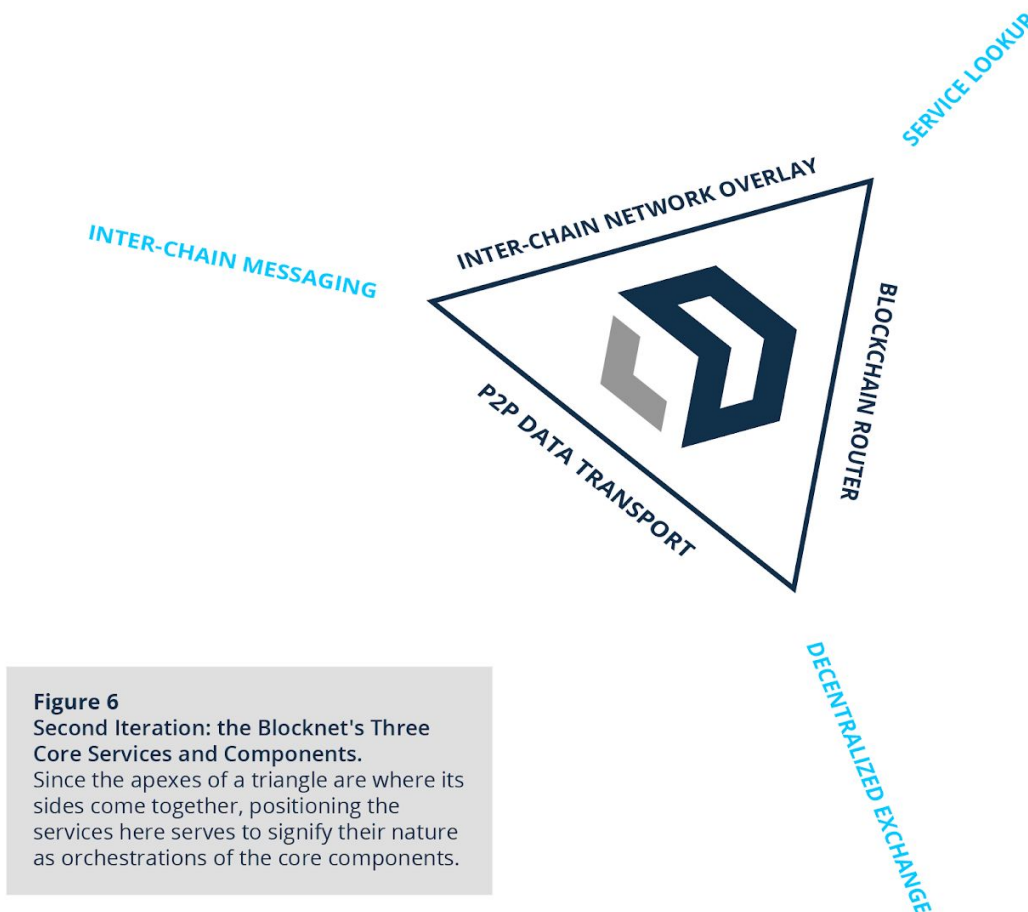 SERVICE LOOKUP
INTER-CHAIN NETWORK OVERLAY
INTER-CHAIN MESSAGING
BLOCKCHAIN ROUTER
P2P DATA TRANSPORT
DECENTRALIZED EXCHANGE
Figure 6
Second Iteration: the Blocknet's Three
Core Services and Components.
Since the apexes of a triangle are where its
sides come together, positioning the
services here serves to signify their nature
as orchestrations of the core components.